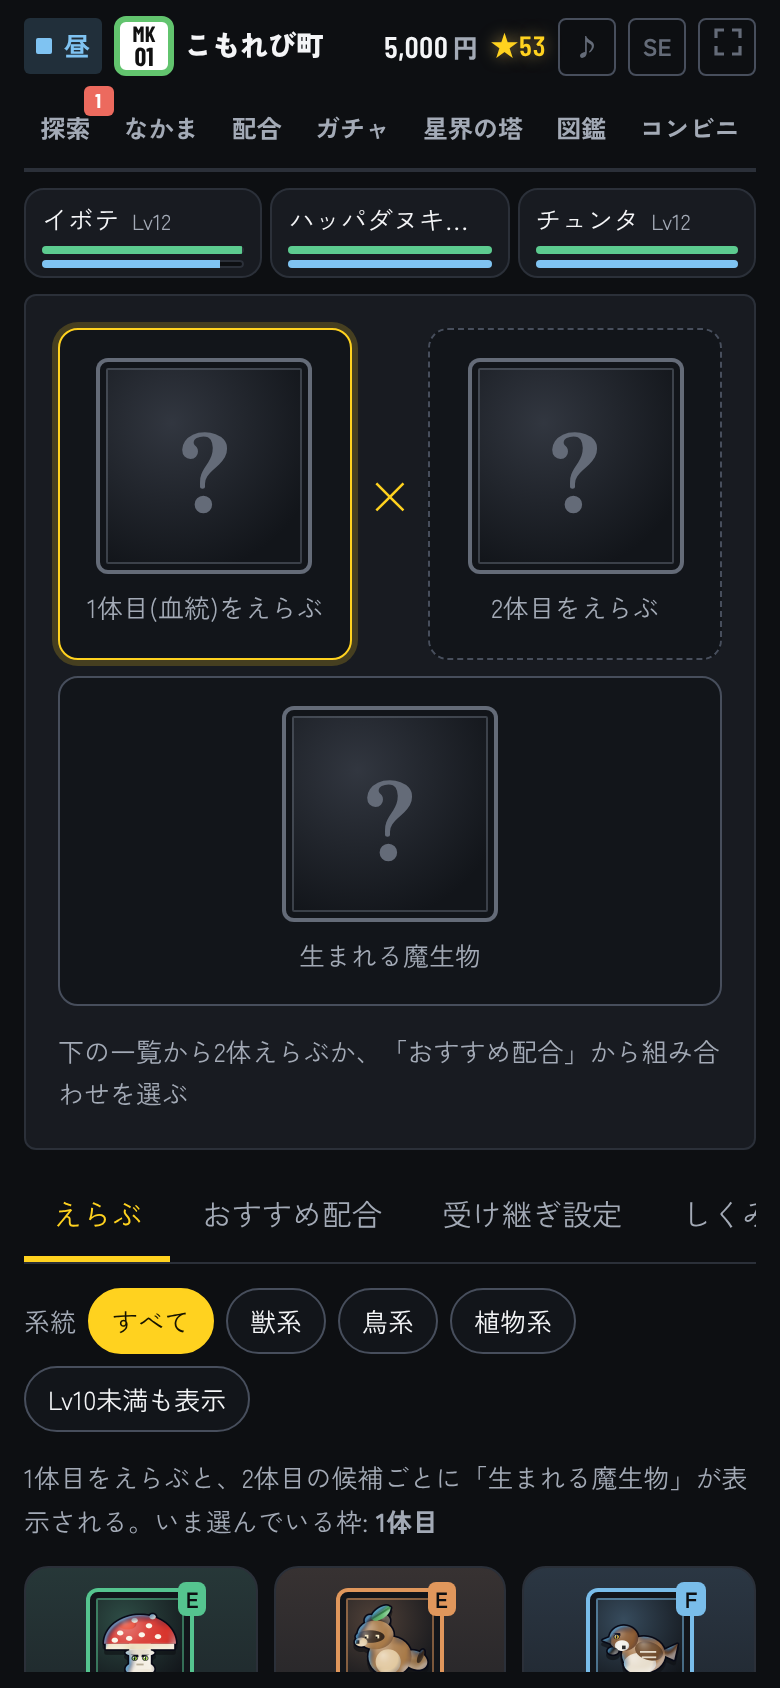 昼 MK 01 こもれび町 5,000 円 ★53 ♪ SE
1
探索 なかま 配合 ガチャ 星界の塔 図鑑 コンビニ
イボテ Lv12 ハッパダヌキ... チュンタ Lv12
? × ?
1体目(血統)をえらぶ 2体目をえらぶ
?
生まれる魔生物
下の一覧から2体えらぶか、「おすすめ配合」から組み合
わせを選ぶ
えらぶ おすすめ配合 受け継ぎ設定 しくみ
系統 すべて 獣系 鳥系 植物系
Lv10未満も表示
1体目をえらぶと、2体目の候補ごとに「生まれる魔生物」が表
示される。いま選んでいる枠: 1体目
E E F